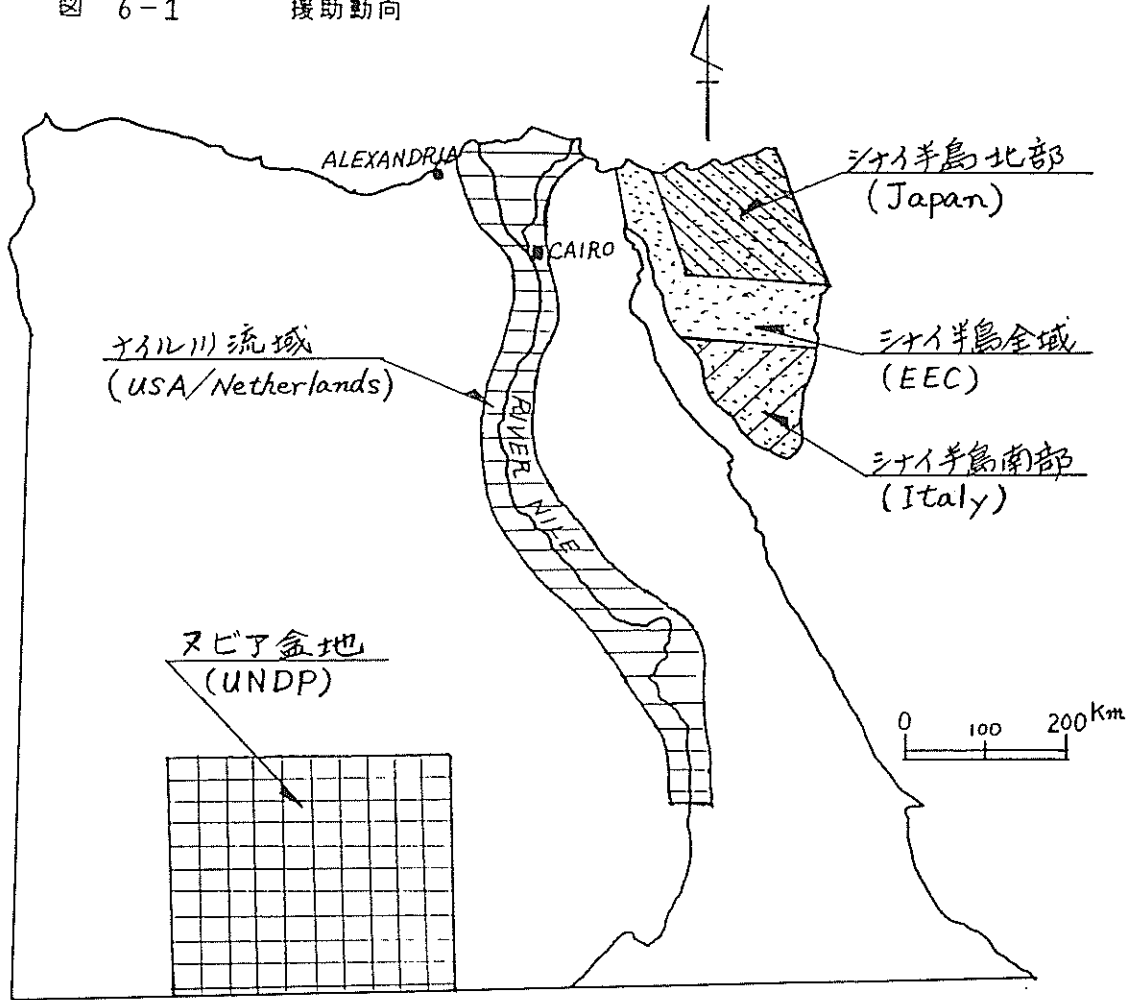 図 6-1 援助動向
ALEXANDRIA
CAIRO
シナイ半島北部
(Japan)
ナイル川流域
(USA/Netherlands)
シナイ半島全域
(EEC)
シナイ半島南部
(Italy)
RIVER NILE
ヌビア盆地
(UNDP)
0 100 200Km